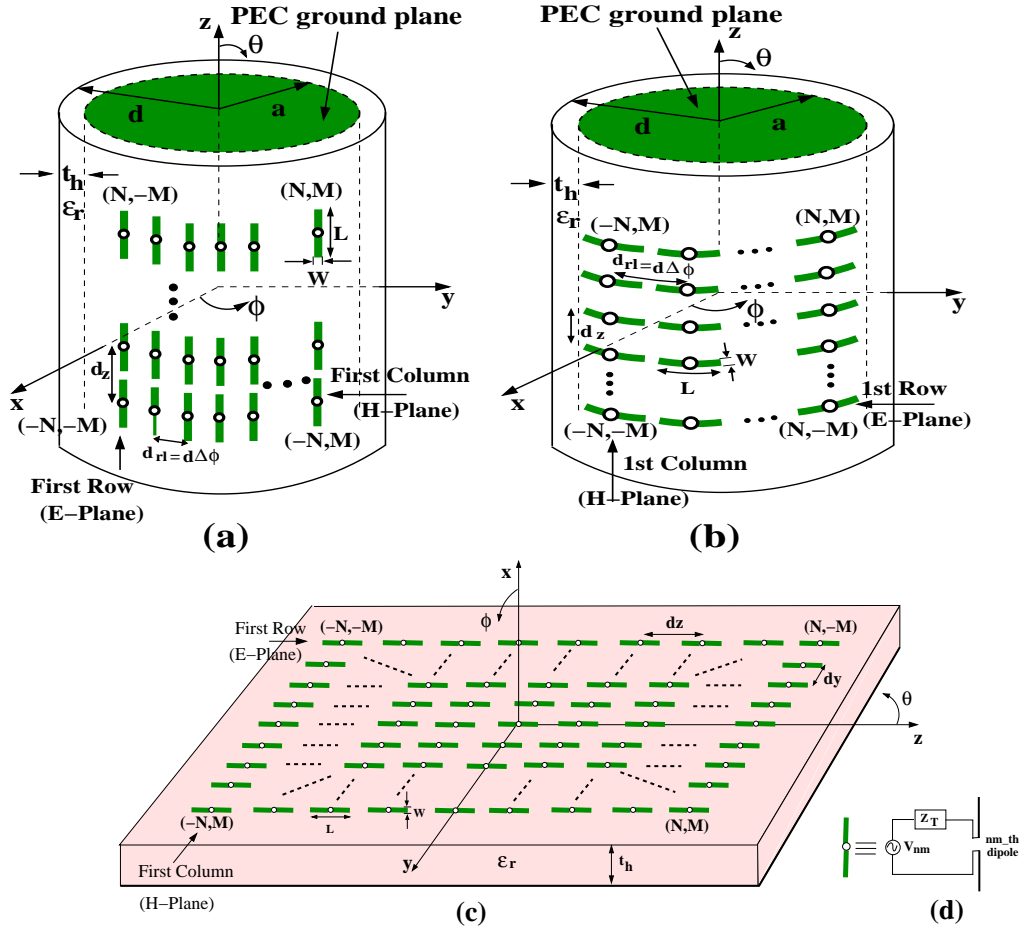 PEC ground plane
z
θ
d
a
t_h
ε_r
(N,−M)
(N,M)
L
W
y
ϕ
d_z
x
First Column
(H−Plane)
(−N,−M)
(−N,M)
d_rl=dΔϕ
First Row
(E−Plane)
(a)
PEC ground plane
z
θ
d
a
t_h
ε_r
(−N,M)
(N,M)
d_rl=dΔϕ
y
ϕ
d_z
W
L
x
1st Row
(E−Plane)
(−N,−M)
(N,−M)
1st Column
(H−Plane)
(b)
x
ϕ
First Row
(E−Plane)
(−N,−M)
dz
(N,−M)
dy
θ
z
(−N,M)
L
W
(N,M)
First Column
(H−Plane)
y
ε_r
t_h
(c)
Z_T
V_nm
nm_th
dipole
(d)